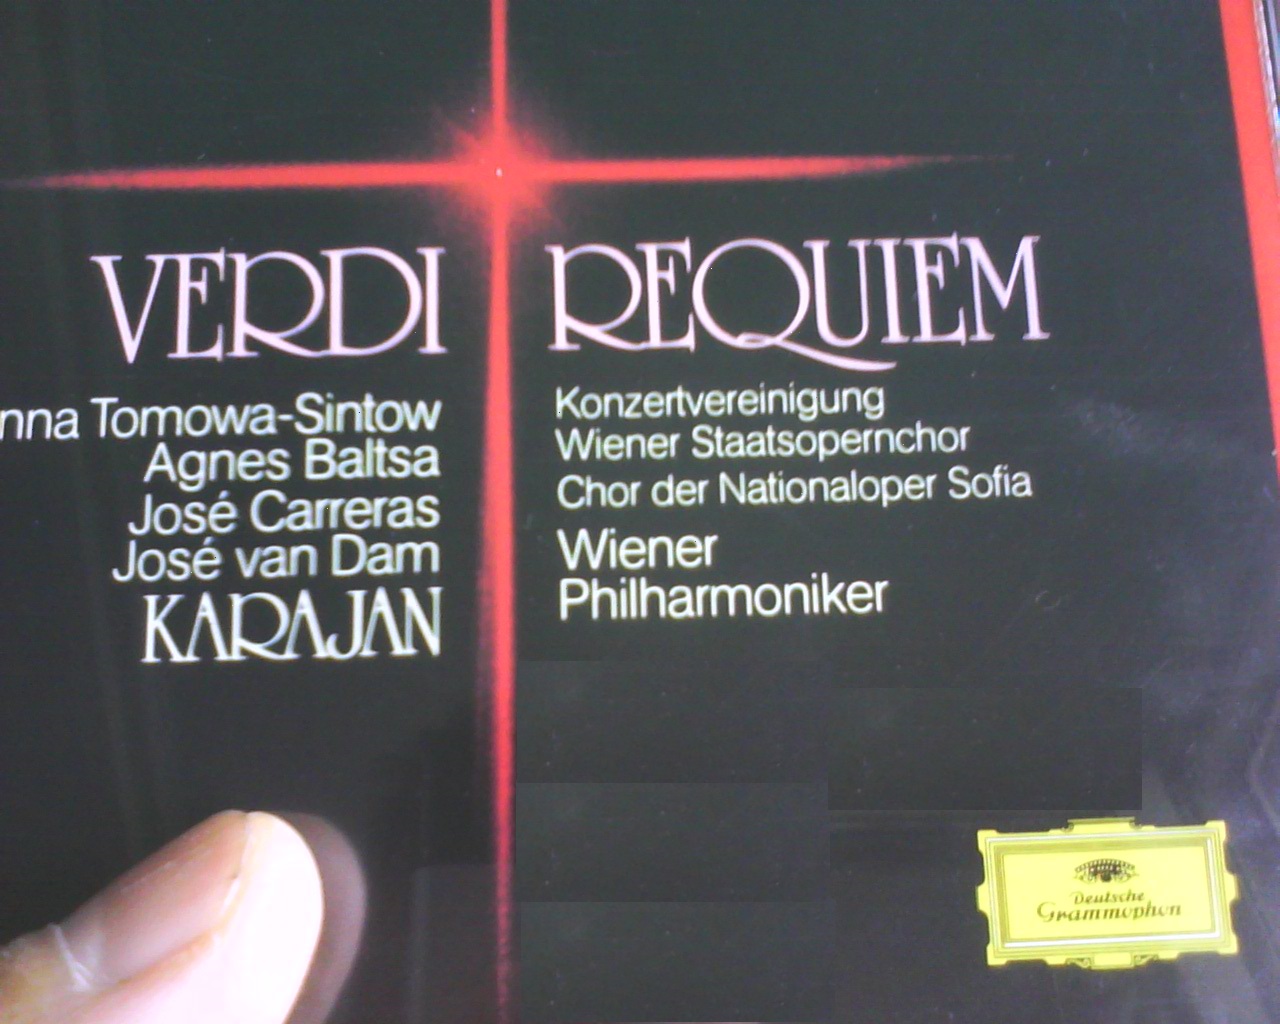 VERDI REQUIEM
nna Tomowa-Sintow
Agnes Baltsa
José Carreras
José van Dam
KARAJAN
Konzertvereinigung
Wiener Staatsopernchor
Chor der Nationaloper Sofia
Wiener
Philharmoniker
Deutsche
Grammophon